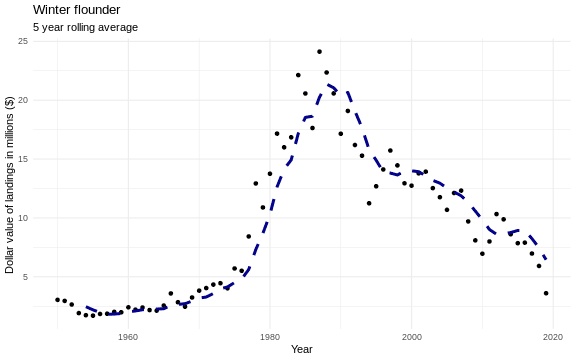 Winter flounder
5 year rolling average
Dollar value of landings in millions ($)
25
20
15
10
5
1960
1980
2000
2020
Year